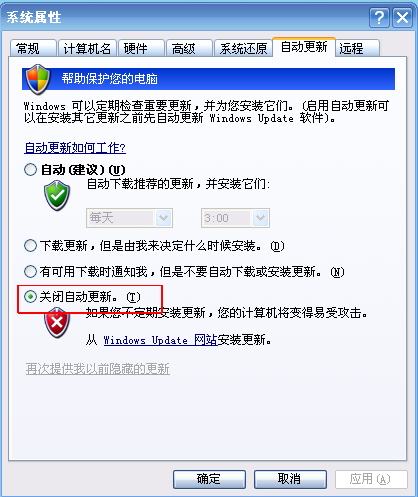 系统属性
常规 计算机名 硬件 高级 系统还原 自动更新 远程
帮助保护您的电脑
Windows 可以定期检查重要更新，并为您安装它们。(启用自动更新可
以在安装其它更新之前先自动更新 Windows Update 软件)。
自动更新如何工作?
自动(建议)(U)
自动下载推荐的更新，并安装它们:
每天 3:00
下载更新，但是由我来决定什么时候安装。(D)
有可用下载时通知我，但是不要自动下载或安装更新。(N)
关闭自动更新。(T)
如果您不定期安装更新，您的计算机将变得易受攻击。
从 Windows Update 网站安装更新。
再次提供我以前隐藏的更新
确定 取消 应用(A)